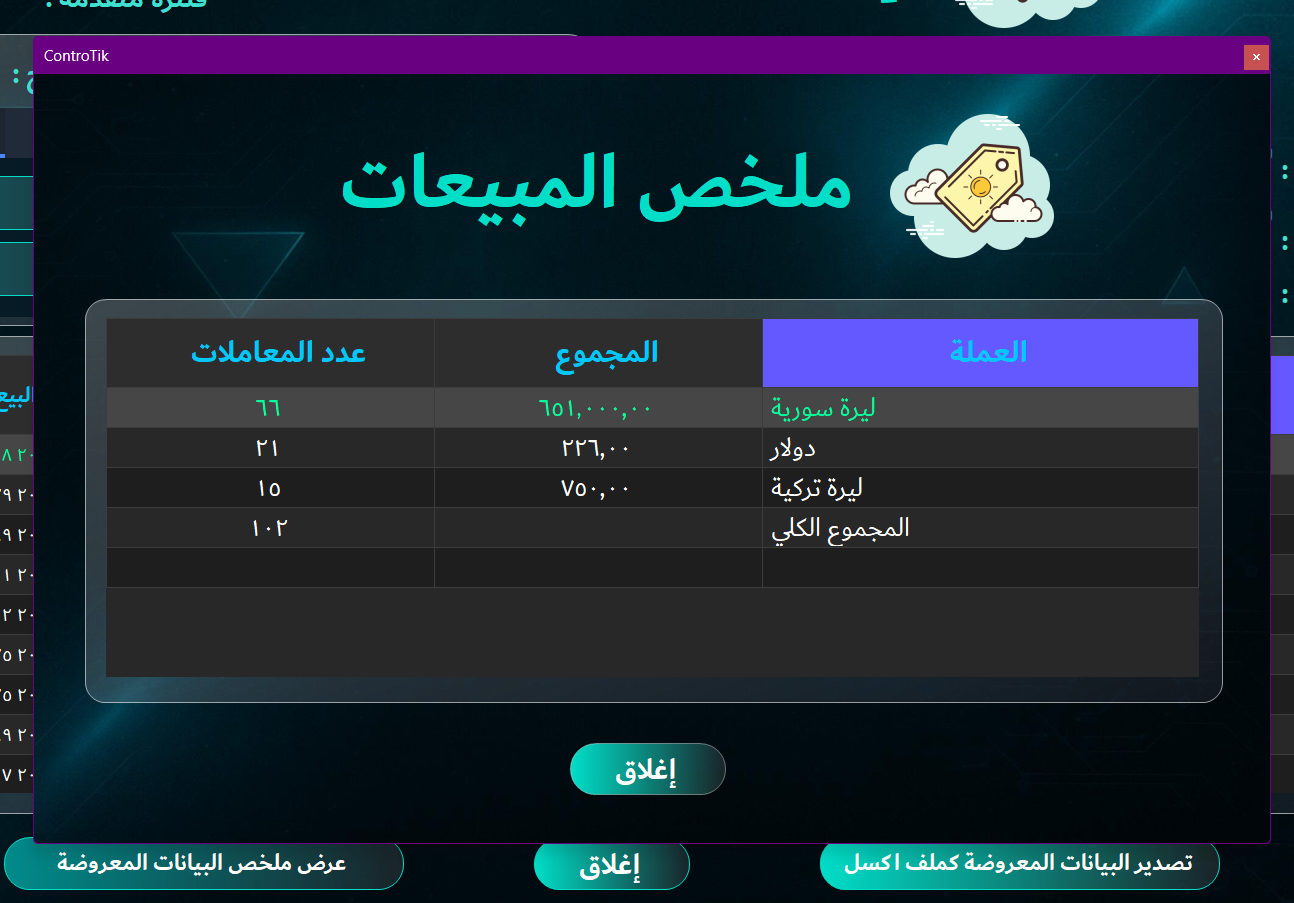 متقدمة :
ControTik
ملخص المبيعات
العملة المجموع عدد المعاملات
ليرة سورية ٦٥١,٠٠٠,٠٠ ٦٦
دولار ٢٢٦,٠٠ ٢١
ليرة تركية ٧٥٠,٠٠ ١٥
المجموع الكلي ١٠٢
إغلاق
تصدير البيانات المعروضة كملف اكسل إغلاق عرض ملخص البيانات المعروضة